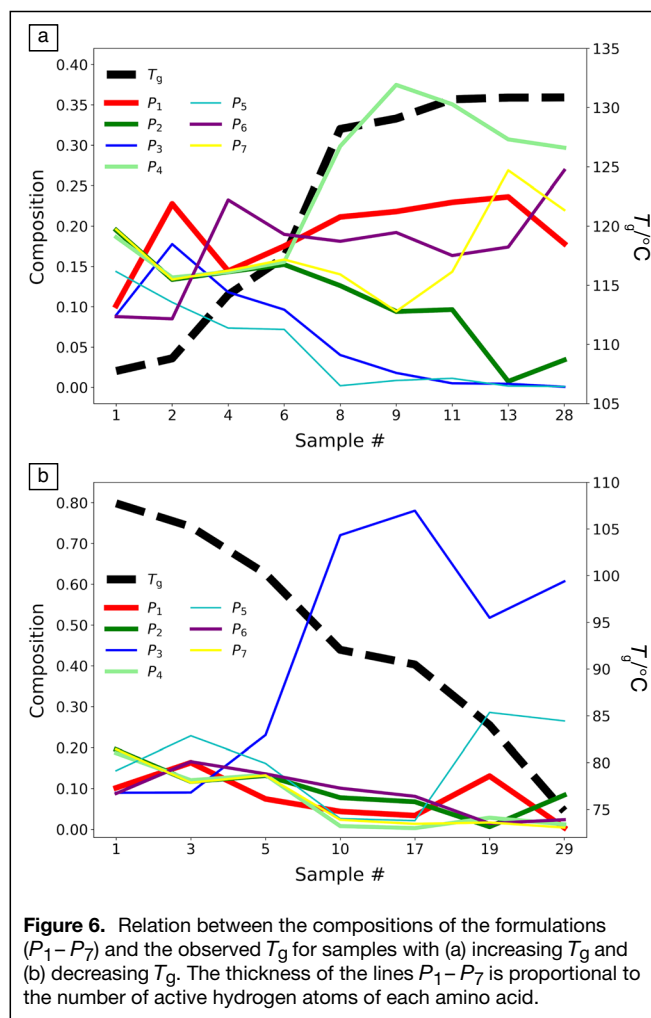 a
0.40
0.35
0.30
0.25
0.20
0.15
0.10
0.05
0.00
Composition
Tg
P1
P2
P3
P4
P5
P6
P7
135
130
125
120
115
110
105
Tg/°C
1 2 4 6 8 9 11 13 28
Sample #
b
0.80
0.70
0.60
0.50
0.40
0.30
0.20
0.10
0.00
Composition
Tg
P1
P2
P3
P4
P5
P6
P7
110
105
100
95
90
85
80
75
Tg/°C
1 3 5 10 17 19 29
Sample #
Figure 6. Relation between the compositions of the formulations
(P1–P7) and the observed Tg for samples with (a) increasing Tg and
(b) decreasing Tg. The thickness of the lines P1–P7 is proportional to
the number of active hydrogen atoms of each amino acid.